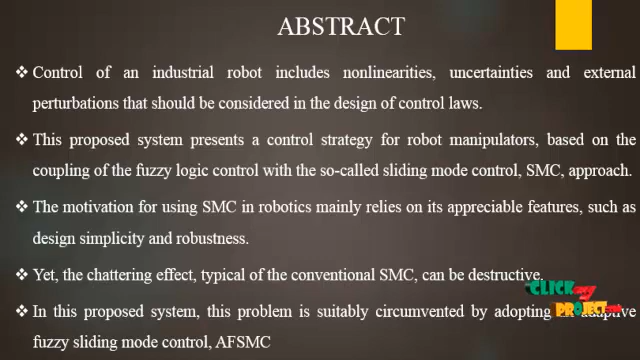 ABSTRACT
❖ Control of an industrial robot includes nonlinearities, uncertainties and external
perturbations that should be considered in the design of control laws.
❖ This proposed system presents a control strategy for robot manipulators, based on the
coupling of the fuzzy logic control with the so-called sliding mode control, SMC, approach.
❖ The motivation for using SMC in robotics mainly relies on its appreciable features, such as
design simplicity and robustness.
❖ Yet, the chattering effect, typical of the conventional SMC, can be destructive.
❖ In this proposed system, this problem is suitably circumvented by adopting adaptive
fuzzy sliding mode control, AFSMC
CLICK my
PROJECT